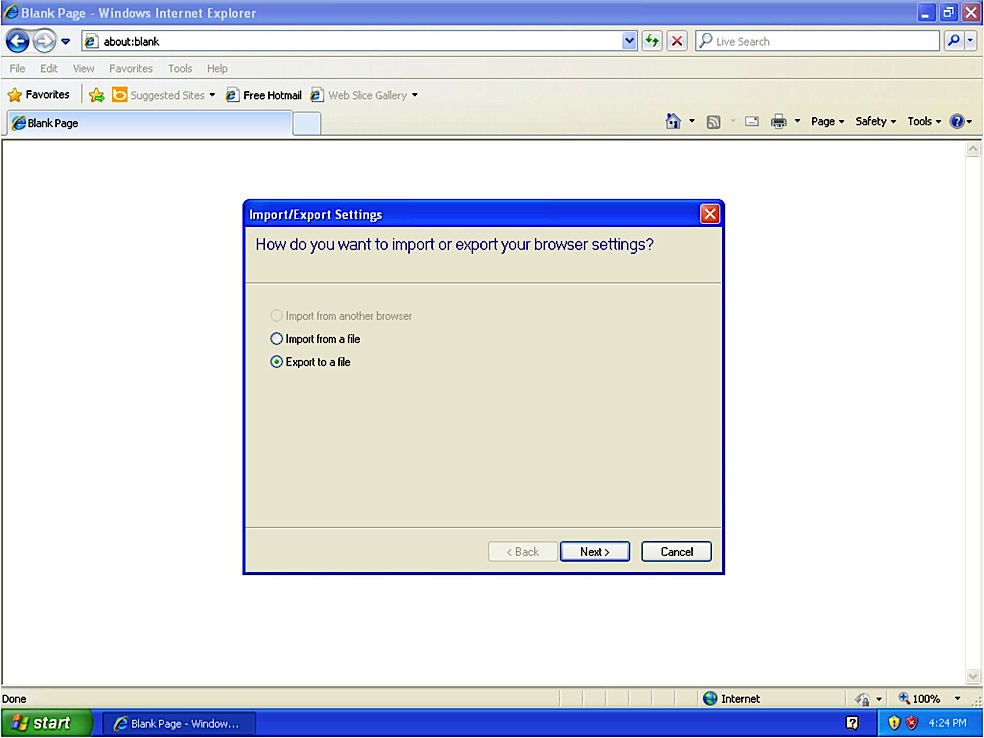 Blank Page - Windows Internet Explorer
about:blank
Live Search
File Edit View Favorites Tools Help
Favorites Suggested Sites Free Hotmail Web Slice Gallery
Blank Page
Page Safety Tools
Import/Export Settings
How do you want to import or export your browser settings?
Import from another browser
Import from a file
Export to a file
< Back Next > Cancel
Done Internet 100%
start Blank Page - Window... 4:24 PM